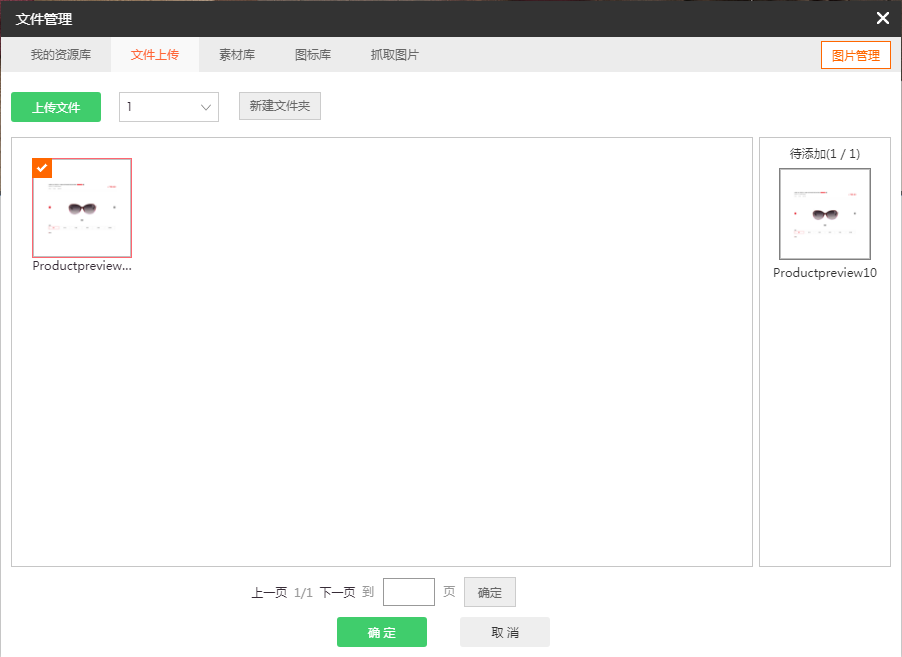 文件管理
我的资源库 文件上传 素材库 图标库 抓取图片 图片管理
上传文件 1 新建文件夹
待添加(1 / 1)
Productpreview...
Productpreview10
上一页 1/1 下一页 到 页 确定
确 定 取 消